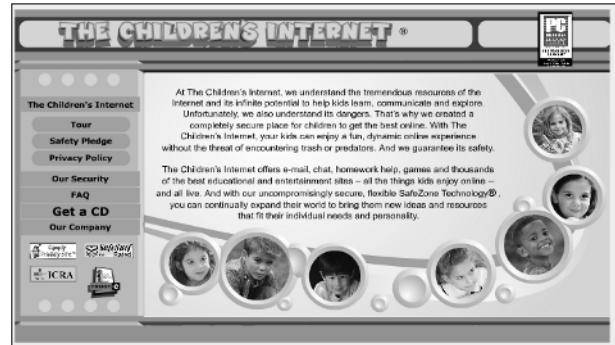 THE CHILDREN'S INTERNET ®
PC
At The Children's Internet, we understand the tremendous resources of the
Internet and its infinite potential to help kids learn, communicate and explore.
Unfortunately, we also understand its dangers. That's why we created a
completely secure place for children to get the best online. With The
Children's Internet, your kids can enjoy a fun, dynamic online experience
without the threat of encountering trash or predators. And we guarantee its safety.
The Children's Internet offers e-mail, chat, homework help, games and thousands
of the best educational and entertainment sites – all the things kids enjoy online –
and all live. And with our uncompromisingly secure, flexible SafeZone Technology®,
you can continually expand their world to bring them new ideas and resources
that fit their individual needs and personality.
The Children's Internet
Tour
Safety Pledge
Privacy Policy
Our Security
FAQ
Get a CD
Our Company
SafeSurf
Rated
ICRA